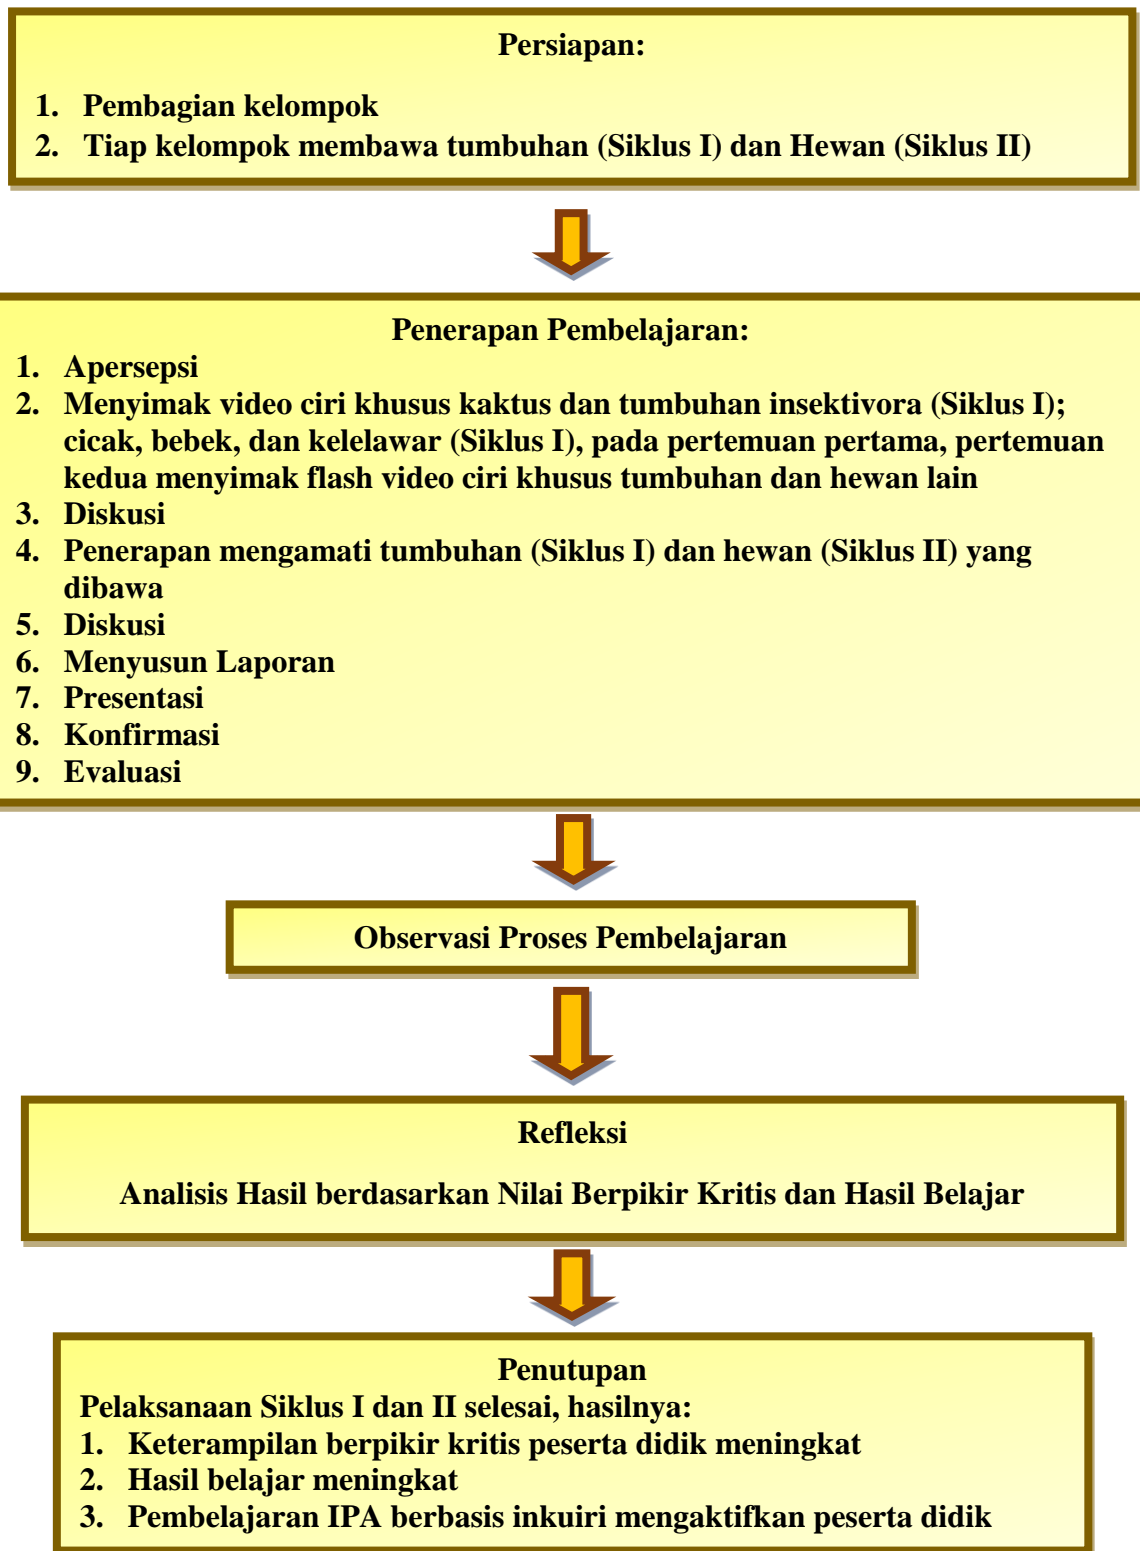 Persiapan:
1. Pembagian kelompok
2. Tiap kelompok membawa tumbuhan (Siklus I) dan Hewan (Siklus II)
Penerapan Pembelajaran:
1. Apersepsi
2. Menyimak video ciri khusus kaktus dan tumbuhan insektivora (Siklus I);
cicak, bebek, dan kelelawar (Siklus I), pada pertemuan pertama, pertemuan
kedua menyimak flash video ciri khusus tumbuhan dan hewan lain
3. Diskusi
4. Penerapan mengamati tumbuhan (Siklus I) dan hewan (Siklus II) yang
dibawa
5. Diskusi
6. Menyusun Laporan
7. Presentasi
8. Konfirmasi
9. Evaluasi
Observasi Proses Pembelajaran
Refleksi
Analisis Hasil berdasarkan Nilai Berpikir Kritis dan Hasil Belajar
Penutupan
Pelaksanaan Siklus I dan II selesai, hasilnya:
1. Keterampilan berpikir kritis peserta didik meningkat
2. Hasil belajar meningkat
3. Pembelajaran IPA berbasis inkuiri mengaktifkan peserta didik